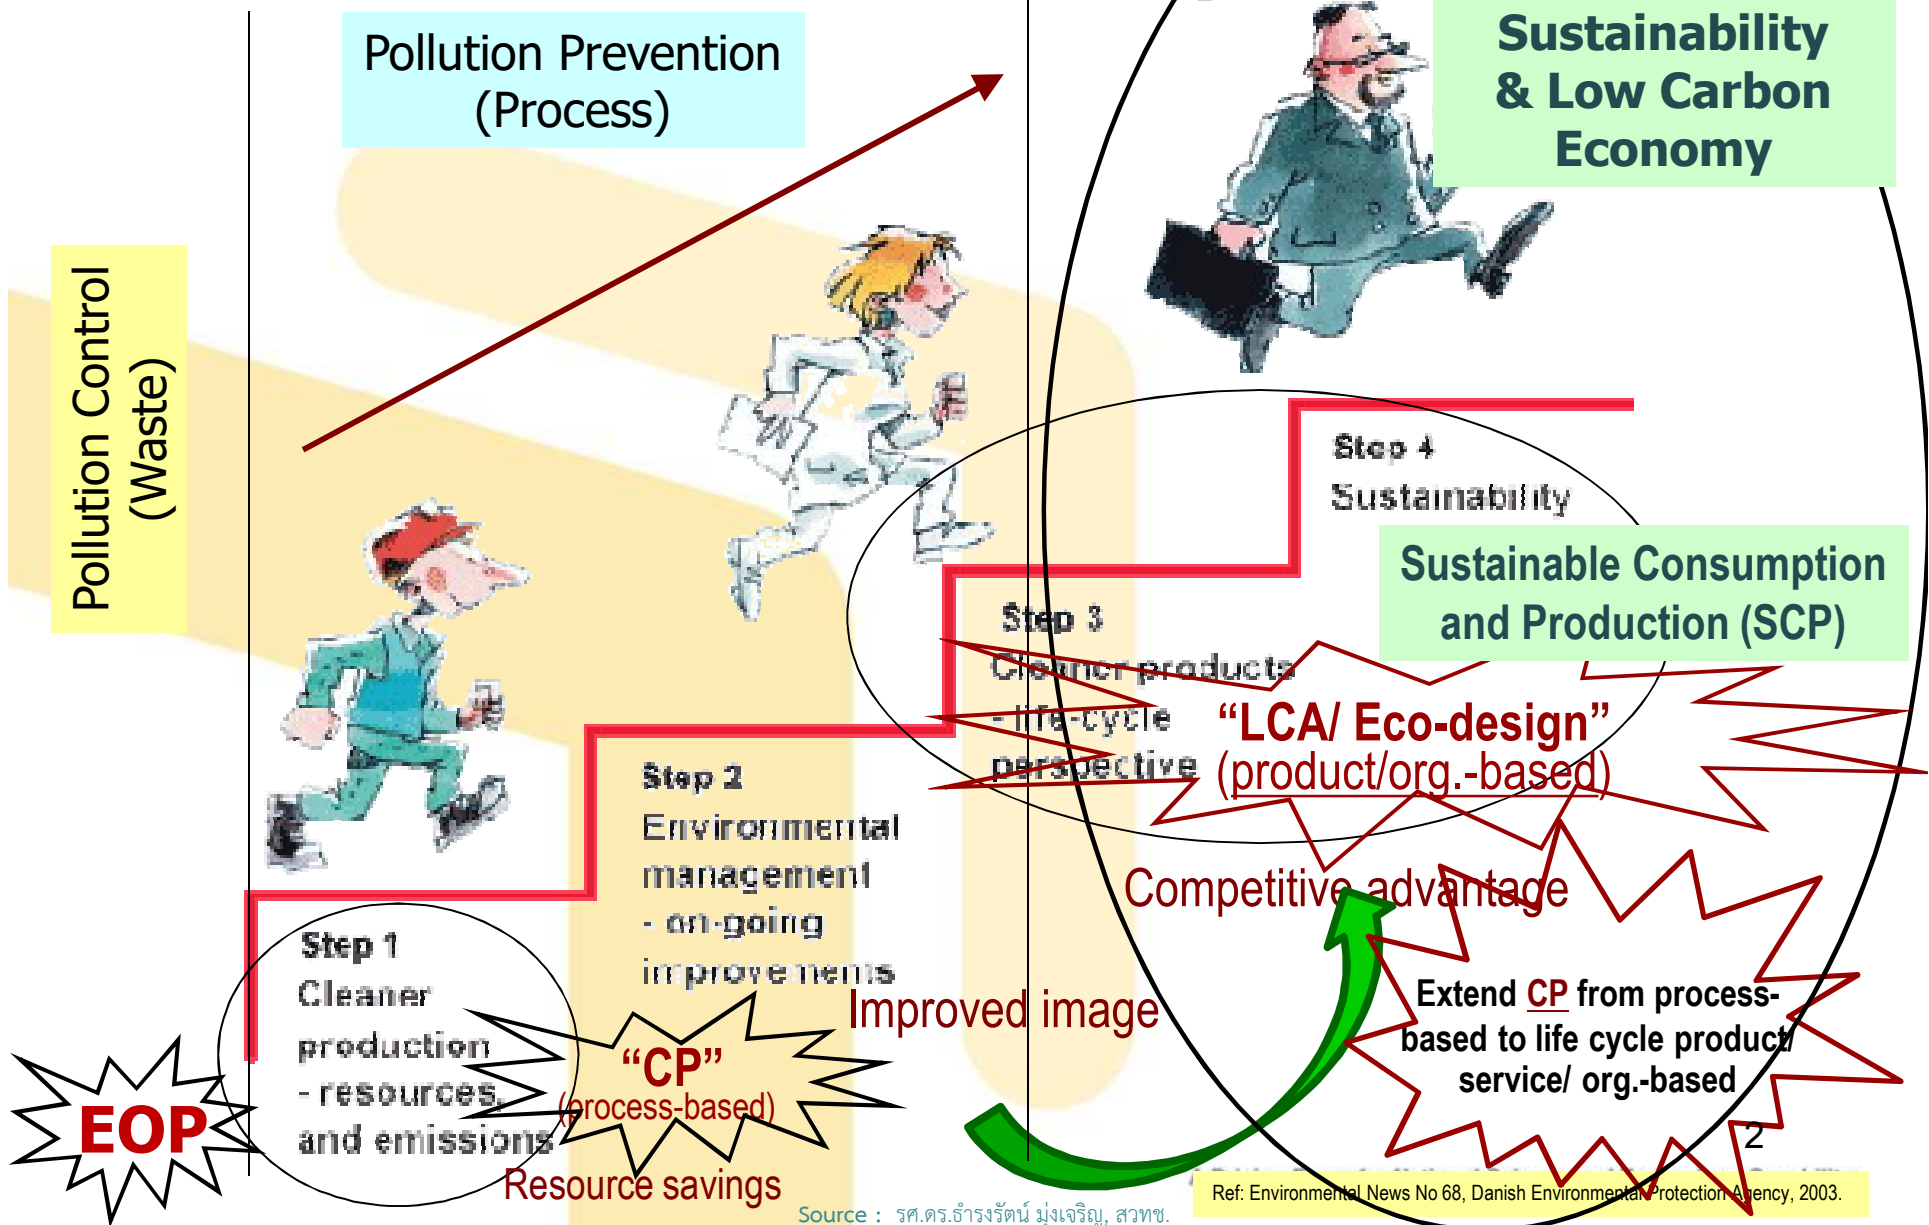 Pollution Prevention
(Process)
Sustainability
& Low Carbon
Economy
Pollution Control
(Waste)
Step 4
Sustainability
Sustainable Consumption
and Production (SCP)
Step 3
Cleaner products
- life-cycle
perspective
“LCA/ Eco-design”
(product/org.-based)
Step 2
Environmental
management
- on-going
improvements
Competitive advantage
Step 1
Cleaner
production
- resources,
and emissions
“CP”
(process-based)
Improved image
Extend CP from process-
based to life cycle product/
service/ org.-based
EOP
Resource savings
2
Ref: Environmental News No 68, Danish Environmental Protection Agency, 2003.
Source : รศ.ดร.ธำรงรัตน์ มุ่งเจริญ, สวทช.